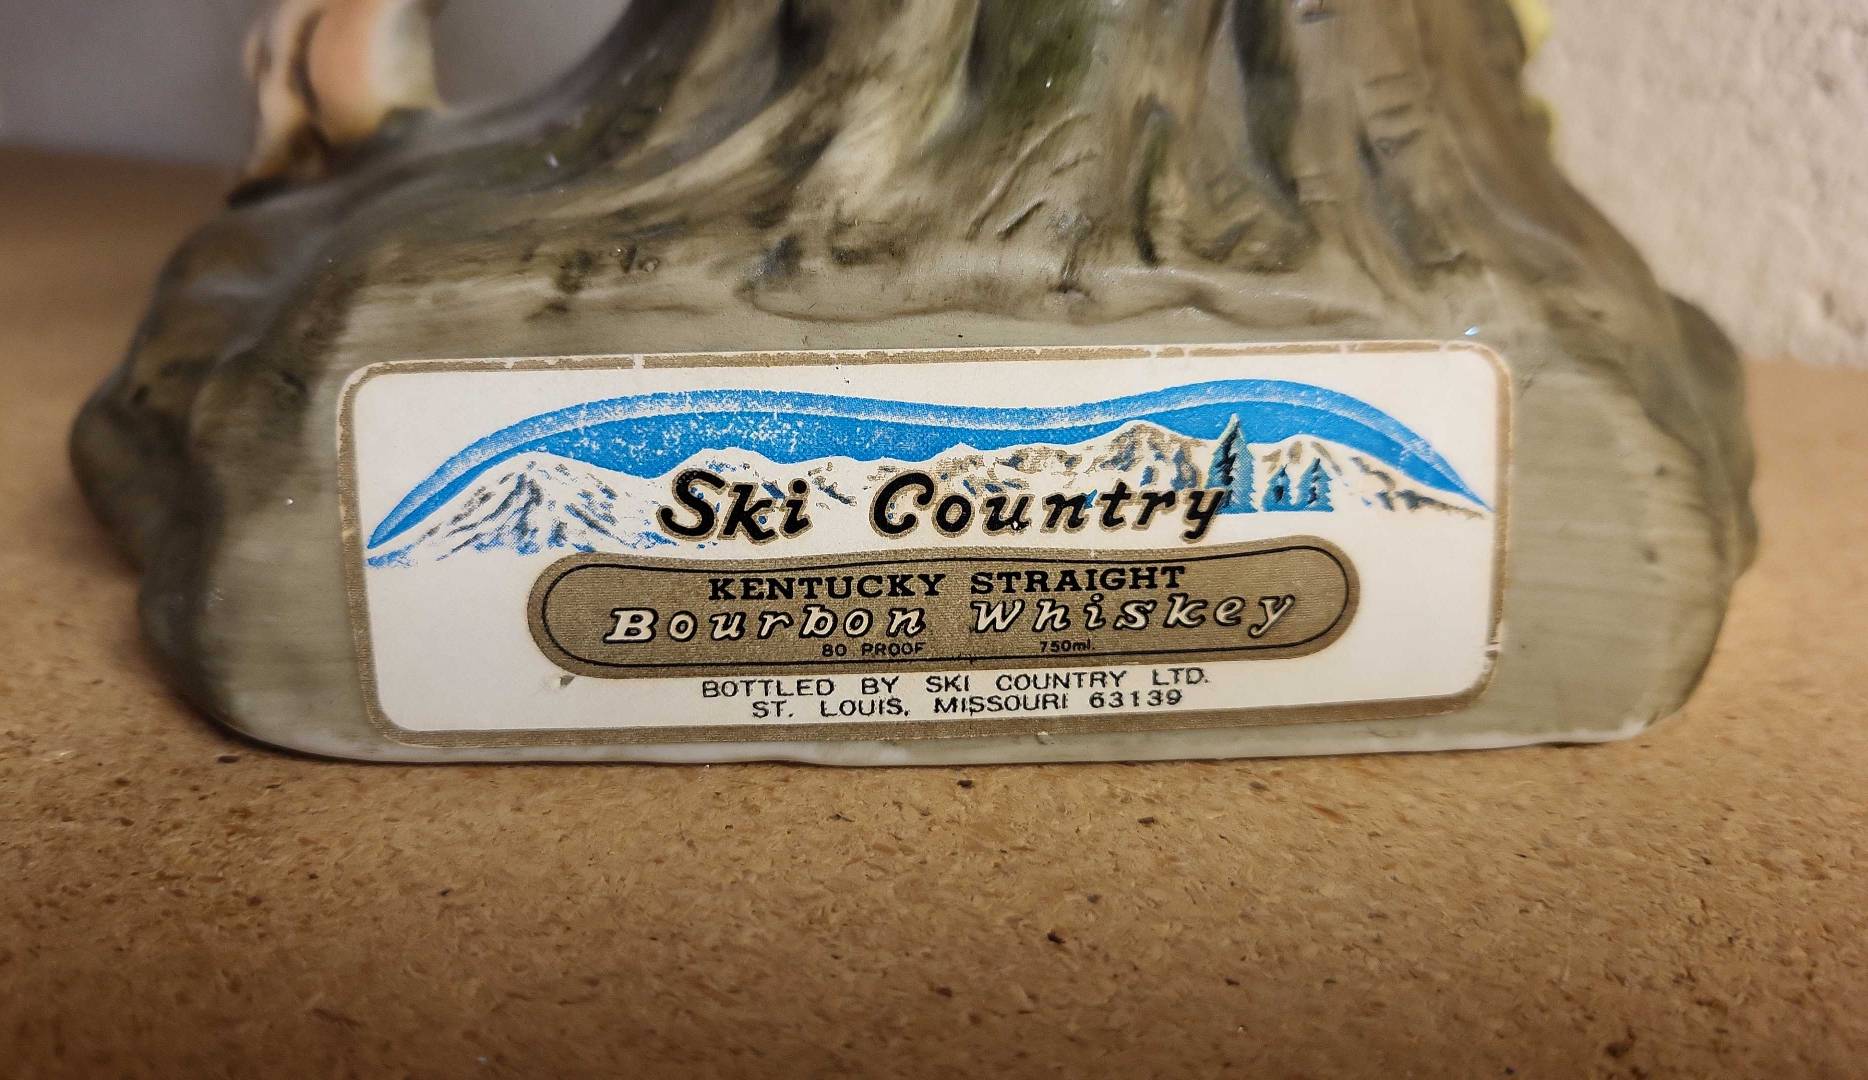 Ski Country
KENTUCKY STRAIGHT
Bourbon Whiskey
80 PROOF 750ml.
BOTTLED BY SKI COUNTRY LTD.
ST. LOUIS, MISSOURI 63139